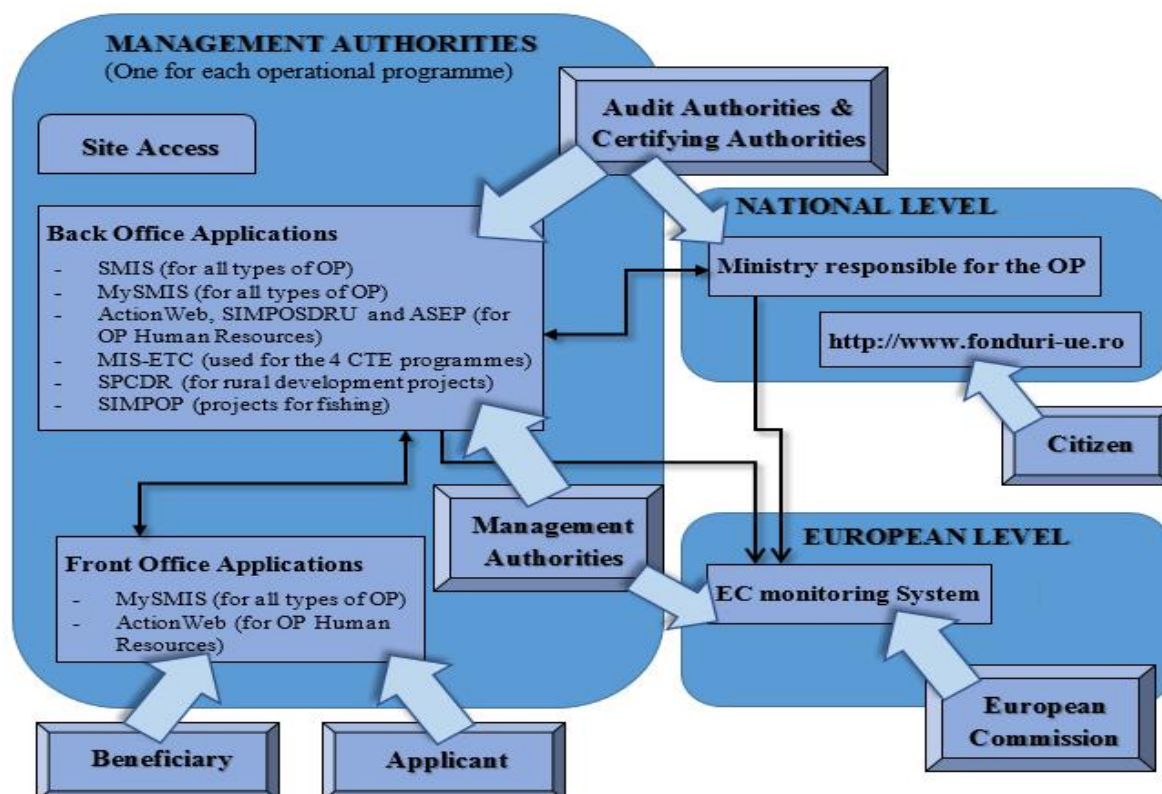 MANAGEMENT AUTHORITIES
(One for each operational programme)
Site Access
Audit Authorities &
Certifying Authorities
Back Office Applications
- SMIS (for all types of OP)
- MySMIS (for all types of OP)
- ActionWeb, SIMPOSDRU and ASEP (for
OP Human Resources)
- MIS-ETC (used for the 4 CTE programmes)
- SPCDR (for rural development projects)
- SIMPOP (projects for fishing)
NATIONAL LEVEL
Ministry responsible for the OP
http://www.fonduri-ue.ro
Citizen
Management
Authorities
Front Office Applications
- MySMIS (for all types of OP)
- ActionWeb (for OP Human
Resources)
EUROPEAN LEVEL
EC monitoring System
European
Commission
Beneficiary
Applicant